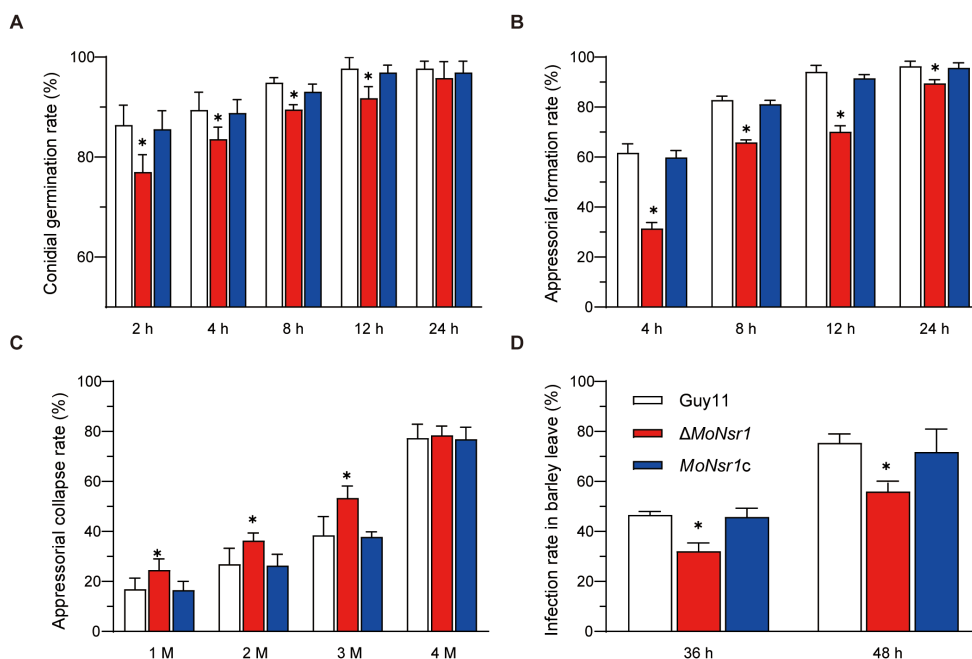 A
Conidial germination rate (%)
100
80
60
*
*
*
*
2 h
4 h
8 h
12 h
24 h
B
Appressorial formation rate (%)
100
80
60
40
20
0
*
*
*
*
4 h
8 h
12 h
24 h
C
Appressorial collapse rate (%)
100
80
60
40
20
0
*
*
*
1 M
2 M
3 M
4 M
D
Infection rate in barley leave (%)
100
80
60
40
20
0
Guy11
ΔMoNsr1
MoNsr1c
*
*
36 h
48 h